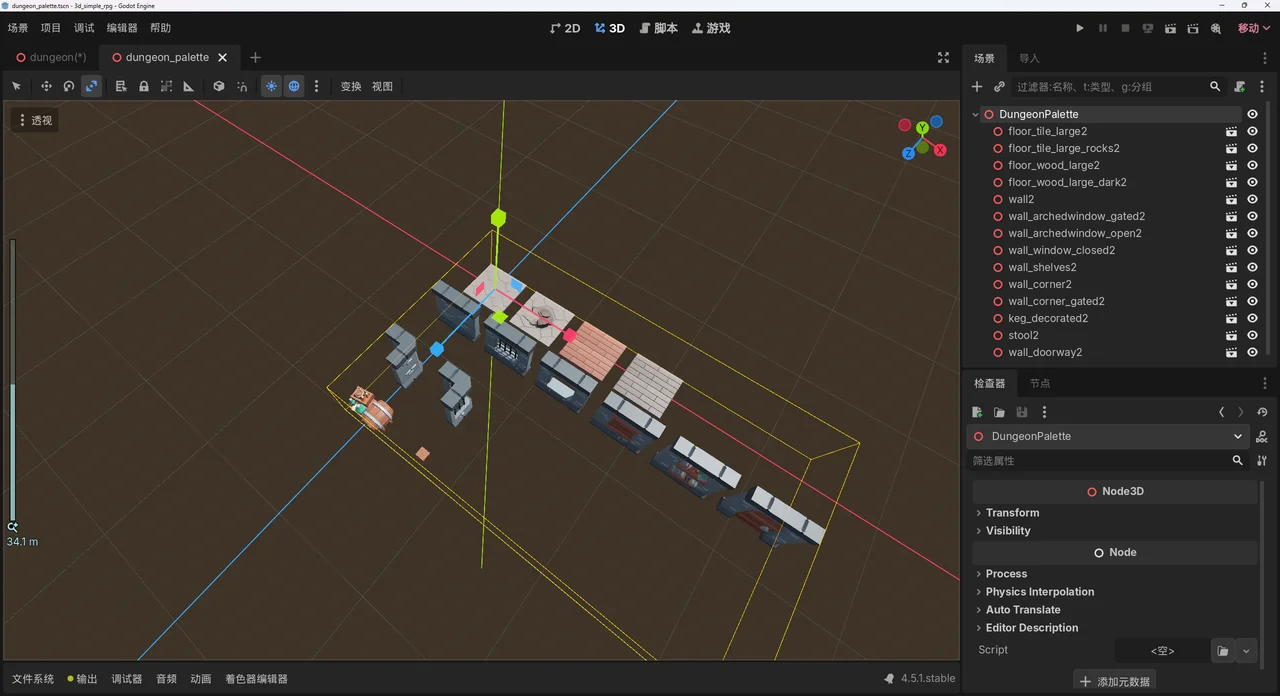 dungeon_palette.tscn - 3d_simple_rpg - Godot Engine
场景 项目 调试 编辑器 帮助
2D 3D 脚本 游戏
移动
dungeon(*) dungeon_palette
变换 视图
透视
34.1 m
Y
X
Z
场景 导入
过滤器:名称、t:类型、g:分组
DungeonPalette
floor_tile_large2
floor_tile_large_rocks2
floor_wood_large2
floor_wood_large_dark2
wall2
wall_archedwindow_gated2
wall_archedwindow_open2
wall_window_closed2
wall_shelves2
wall_corner2
wall_corner_gated2
keg_decorated2
stool2
wall_doorway2
检查器 节点
DungeonPalette
DOC
筛选属性
Node3D
Transform
Visibility
Node
Process
Physics Interpolation
Auto Translate
Editor Description
Script <空>
添加元数据
文件系统 输出 调试器 音频 动画 着色器编辑器
4.5.1.stable